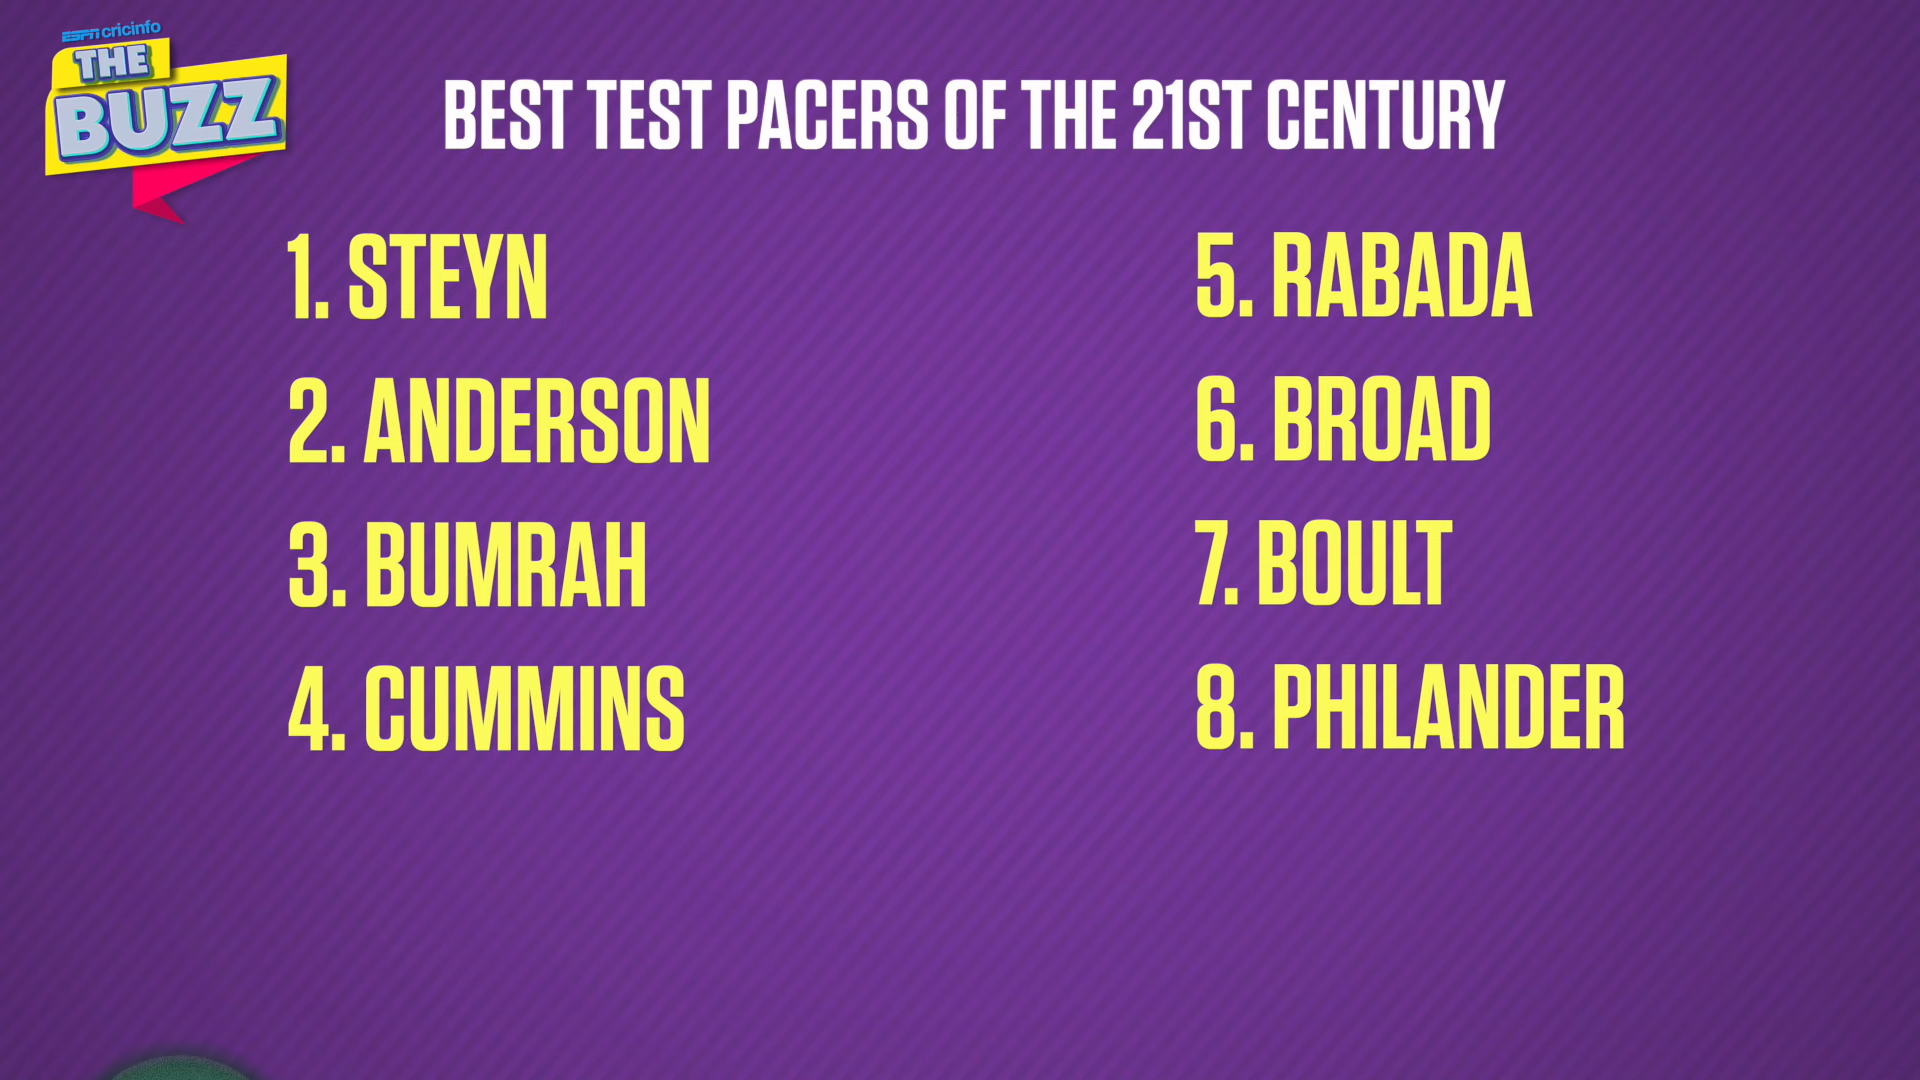 ESPN cricinfo
THE
BUZZ
BEST TEST PACERS OF THE 21ST CENTURY
1. STEYN
2. ANDERSON
3. BUMRAH
4. CUMMINS
5. RABADA
6. BROAD
7. BOULT
8. PHILANDER